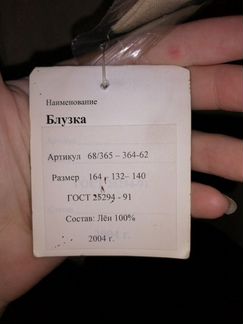 Наименование
Блузка
Артикул 68/365 – 364-62
Размер 164 – 132– 140
ГОСТ 25294 - 91
Состав: Лён 100%
2004 г.